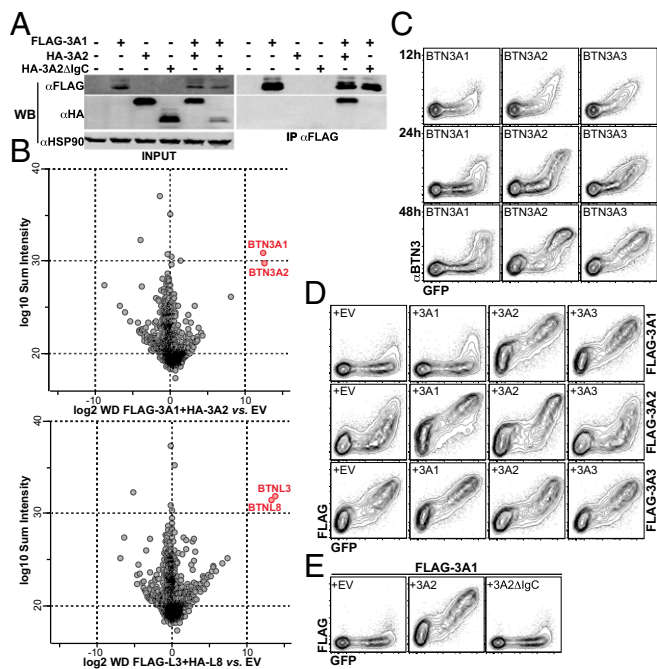 A
FLAG-3A1 - + - - + + - + - - + +
HA-3A2 - - + - + - - - + - + -
HA-3A2ΔIgC - - - + - + - - - + - +
WB
αFLAG
αHA
αHSP90
INPUT
IP αFLAG
B
log10 Sum Intensity
40
30
20
BTN3A1
BTN3A2
-10 0 10
log2 WD FLAG-3A1+HA-3A2 vs. EV
log10 Sum Intensity
40
30
20
BTNL3
BTNL8
-10 0 10
log2 WD FLAG-L3+HA-L8 vs. EV
C
12h
BTN3A1 BTN3A2 BTN3A3
24h
BTN3A1 BTN3A2 BTN3A3
48h
BTN3A1 BTN3A2 BTN3A3
αBTN3
GFP
D
+EV +3A1 +3A2 +3A3
FLAG-3A1
+EV +3A1 +3A2 +3A3
FLAG-3A2
+EV +3A1 +3A2 +3A3
FLAG-3A3
FLAG
GFP
E
FLAG-3A1
+EV +3A2 +3A2ΔIgC
FLAG
GFP